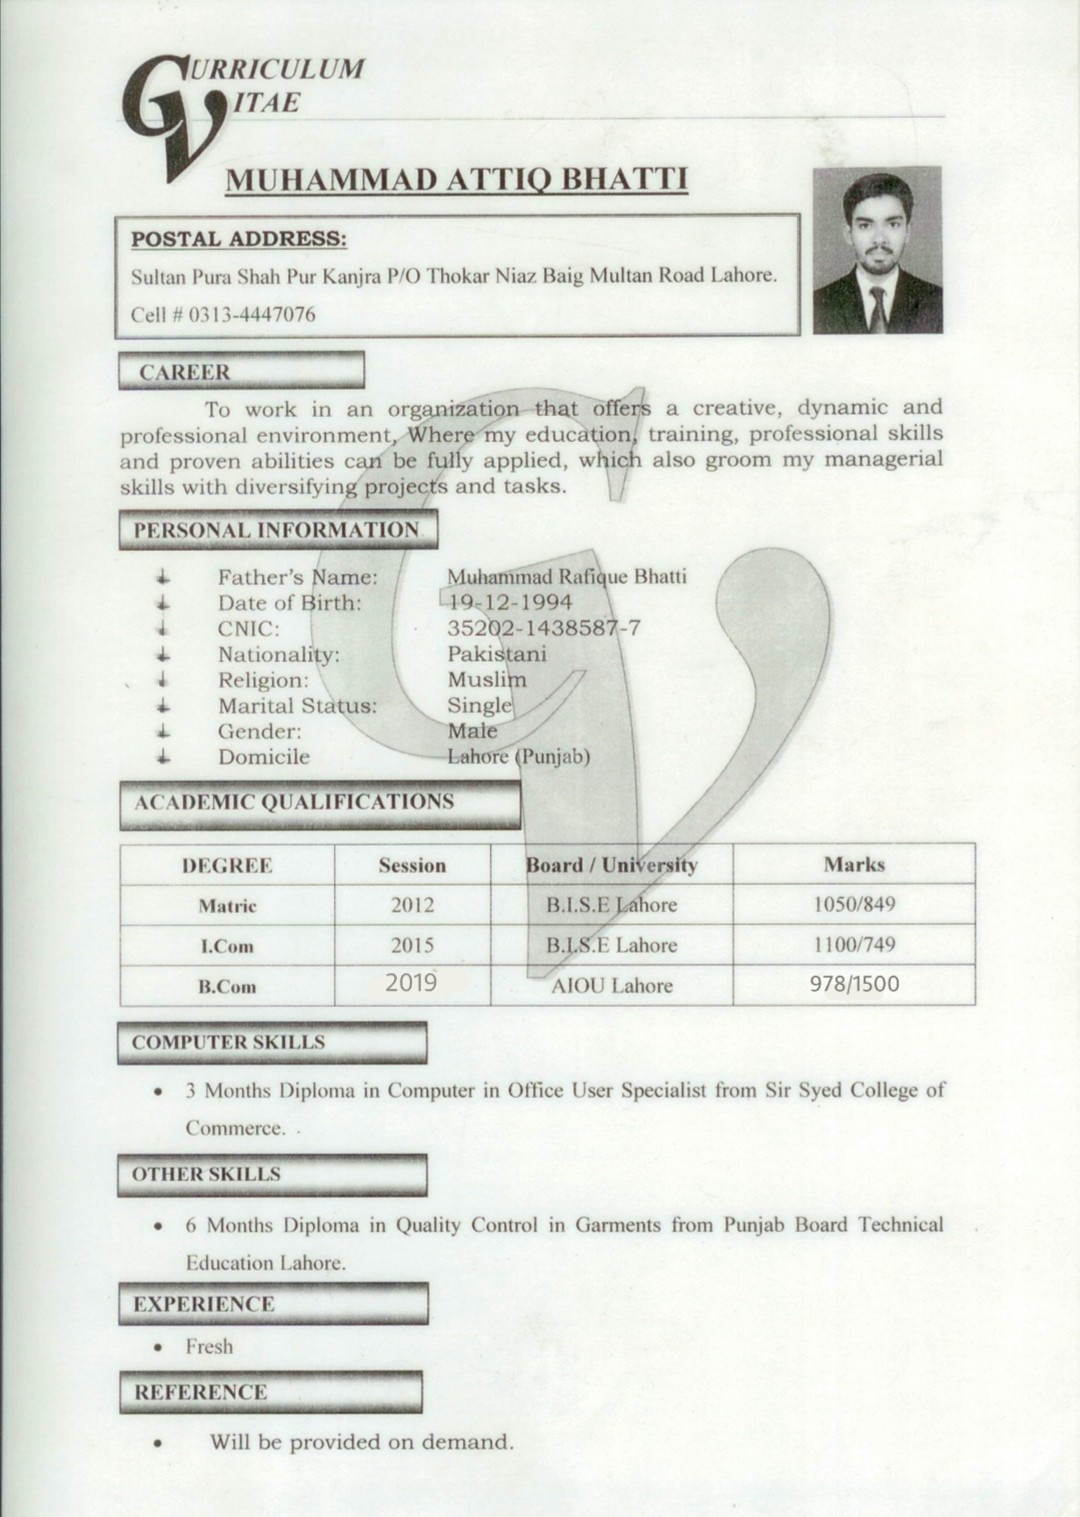 CURRICULUM
VITAE
MUHAMMAD ATTIQ BHATTI
POSTAL ADDRESS:
Sultan Pura Shah Pur Kanjra P/O Thokar Niaz Baig Multan Road Lahore.
Cell # 0313-4447076
CAREER
To work in an organization that offers a creative, dynamic and
professional environment, Where my education, training, professional skills
and proven abilities can be fully applied, which also groom my managerial
skills with diversifying projects and tasks.
PERSONAL INFORMATION
Father's Name: Muhammad Rafique Bhatti
Date of Birth: 19-12-1994
CNIC: 35202-1438587-7
Nationality: Pakistani
Religion: Muslim
Marital Status: Single
Gender: Male
Domicile Lahore (Punjab)
ACADEMIC QUALIFICATIONS
DEGREE Session Board / University Marks
Matric 2012 B.I.S.E Lahore 1050/849
I.Com 2015 B.I.S.E Lahore 1100/749
B.Com 2019 AIOU Lahore 978/1500
COMPUTER SKILLS
• 3 Months Diploma in Computer in Office User Specialist from Sir Syed College of
Commerce.
OTHER SKILLS
• 6 Months Diploma in Quality Control in Garments from Punjab Board Technical
Education Lahore.
EXPERIENCE
• Fresh
REFERENCE
• Will be provided on demand.